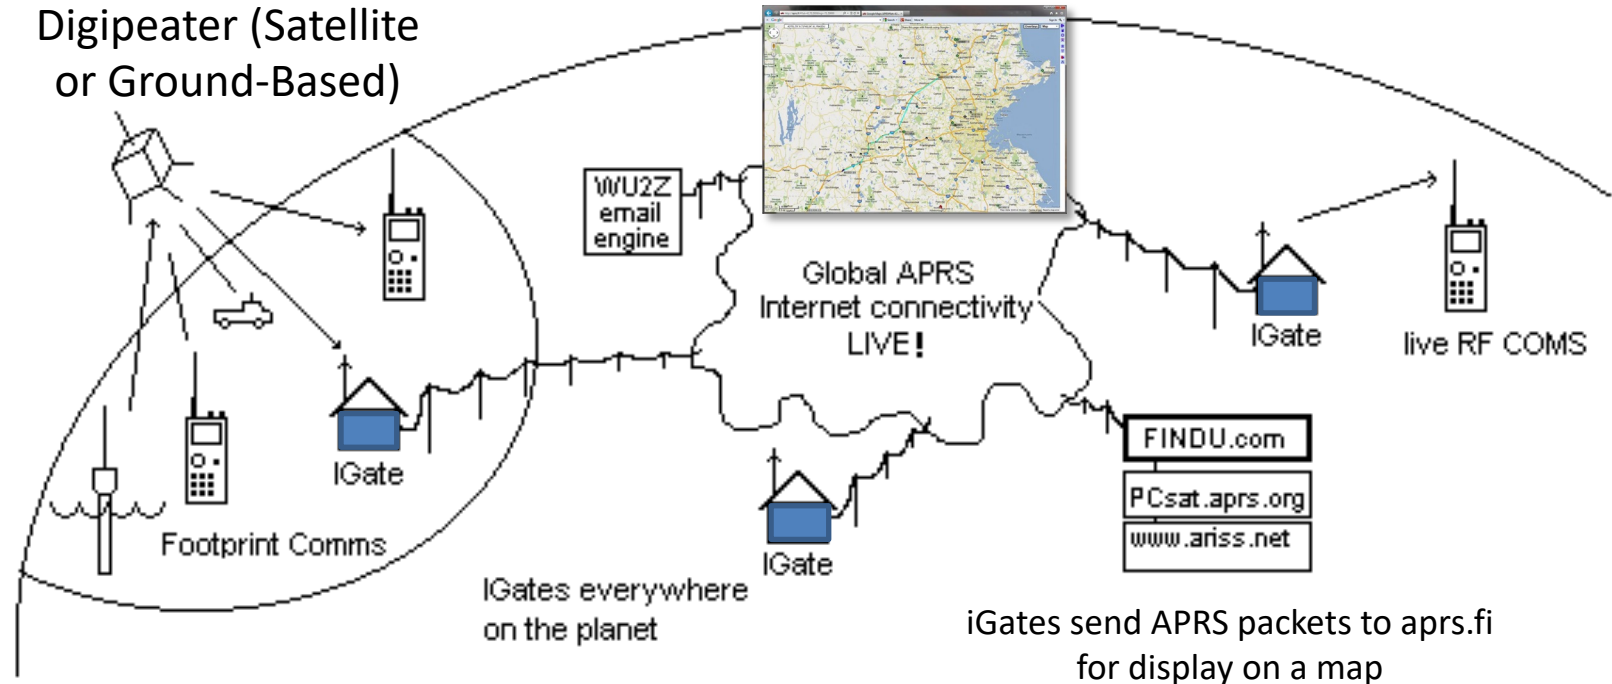 Digipeater (Satellite
or Ground-Based)
WU2Z
email
engine
Global APRS
Internet connectivity
LIVE!
IGate
live RF COMS
IGate
FINDU.com
PCsat.aprs.org
www.ariss.net
Footprint Comms
IGate
IGates everywhere
on the planet
iGates send APRS packets to aprs.fi
for display on a map